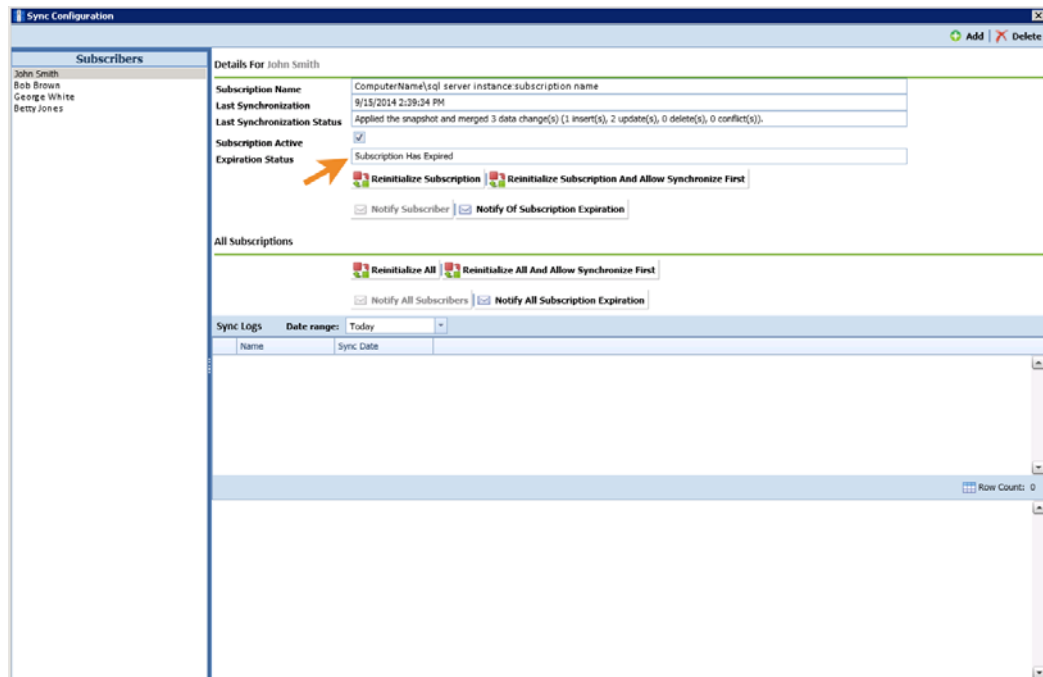 Sync Configuration
Add | Delete
Subscribers
John Smith
Bob Brown
George White
Betty Jones
Details For John Smith
Subscription Name ComputerName\sql server instance:subscription name
Last Synchronization 9/15/2014 2:39:34 PM
Last Synchronization Status Applied the snapshot and merged 3 data change(s) (1 insert(s), 2 update(s), 0 delete(s), 0 conflict(s)).
Subscription Active
Expiration Status Subscription Has Expired
Reinitialize Subscription | Reinitialize Subscription And Allow Synchronize First
Notify Subscriber | Notify Of Subscription Expiration
All Subscriptions
Reinitialize All | Reinitialize All And Allow Synchronize First
Notify All Subscribers | Notify All Subscription Expiration
Sync Logs Date range: Today
Name Sync Date
Row Count: 0